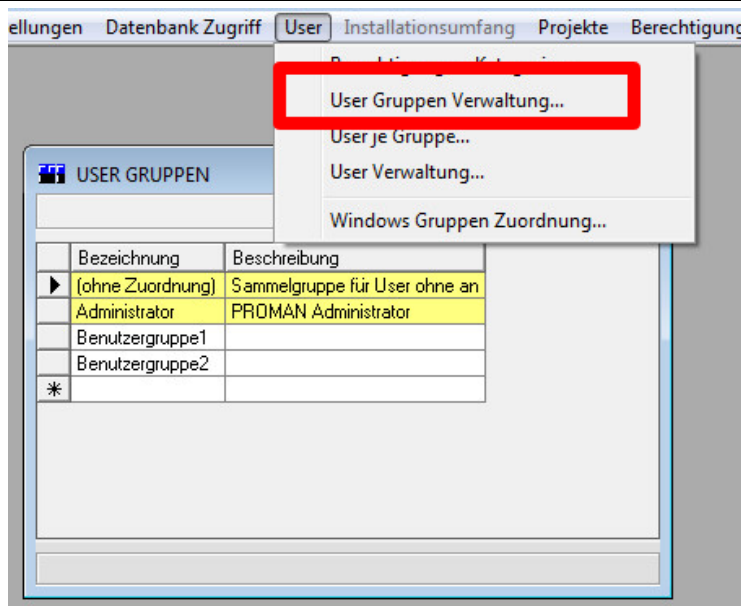 ellungen Datenbank Zugriff User Installationsumfang Projekte Berechtigung
User Gruppen Verwaltung...
User je Gruppe...
User Verwaltung...
Windows Gruppen Zuordnung...
USER GRUPPEN
Bezeichnung Beschreibung
(ohne Zuordnung) Sammelgruppe für User ohne an
Administrator PROMAN Administrator
Benutzergruppe1
Benutzergruppe2